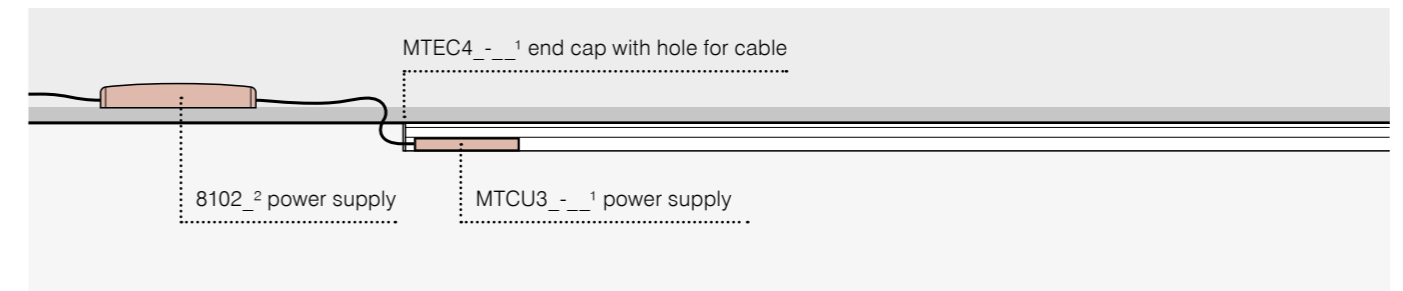 MTEC4_-__¹ end cap with hole for cable
8102_² power supply
MTCU3_-__¹ power supply